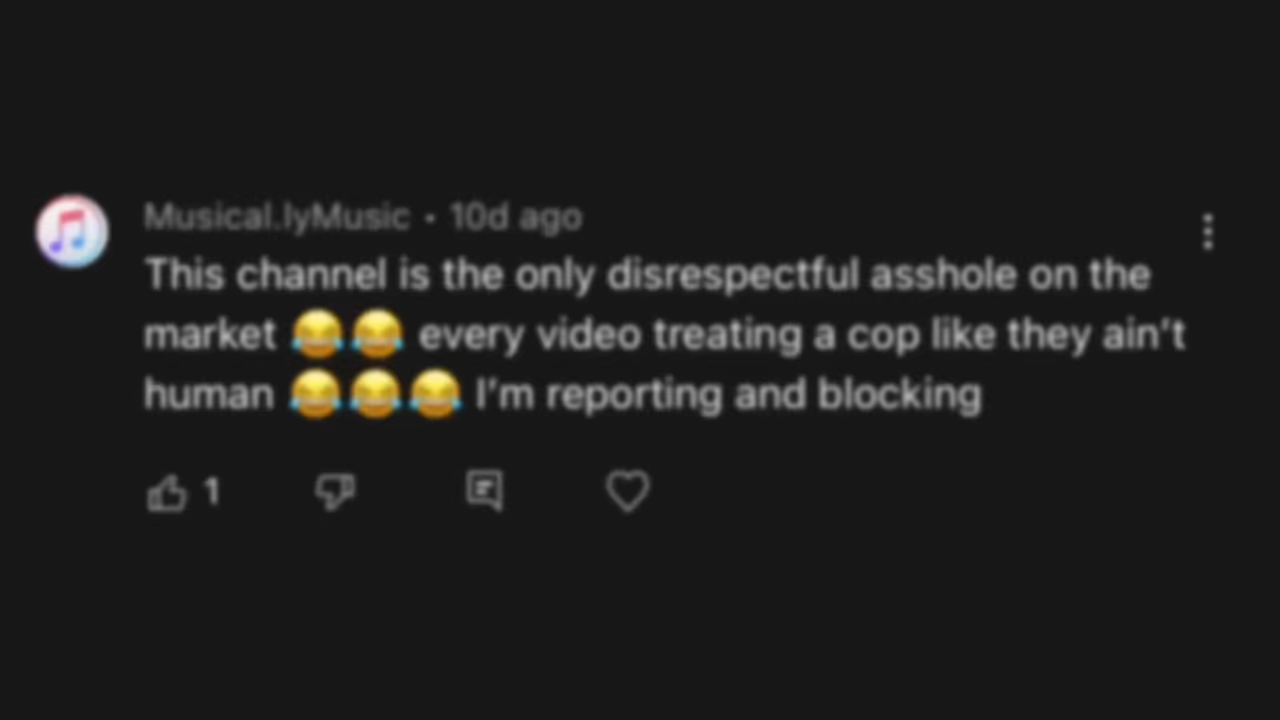 Musical.lyMusic • 10d ago
This channel is the only disrespectful asshole on the
market 😂😂 every video treating a cop like they ain't
human 😂😂😂 I'm reporting and blocking
1